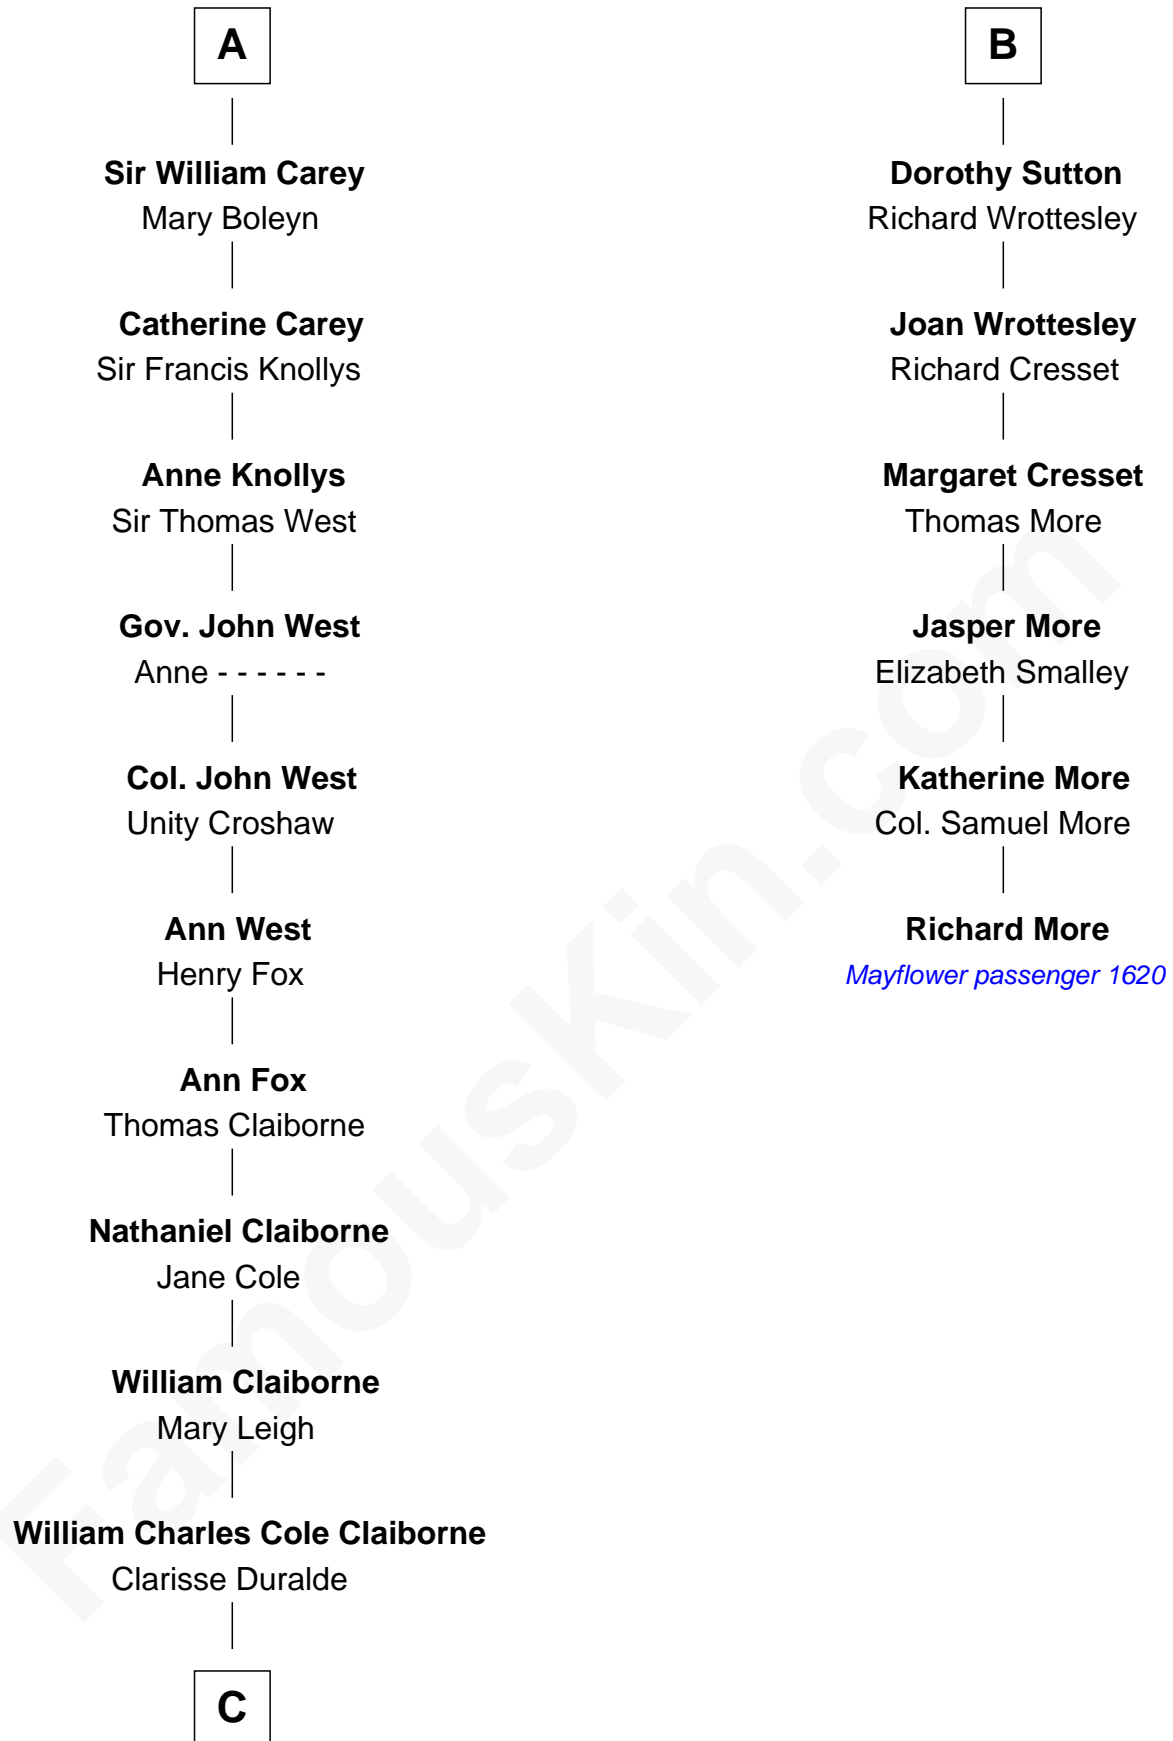 A
Sir William Carey
Mary Boleyn
Catherine Carey
Sir Francis Knollys
Anne Knollys
Sir Thomas West
Gov. John West
Anne - - - - - -
Col. John West
Unity Croshaw
Ann West
Henry Fox
Ann Fox
Thomas Claiborne
Nathaniel Claiborne
Jane Cole
William Claiborne
Mary Leigh
William Charles Cole Claiborne
Clarisse Duralde
C
B
Dorothy Sutton
Richard Wrottesley
Joan Wrottesley
Richard Cresset
Margaret Cresset
Thomas More
Jasper More
Elizabeth Smalley
Katherine More
Col. Samuel More
Richard More
Mayflower passenger 1620
FamousKin.com